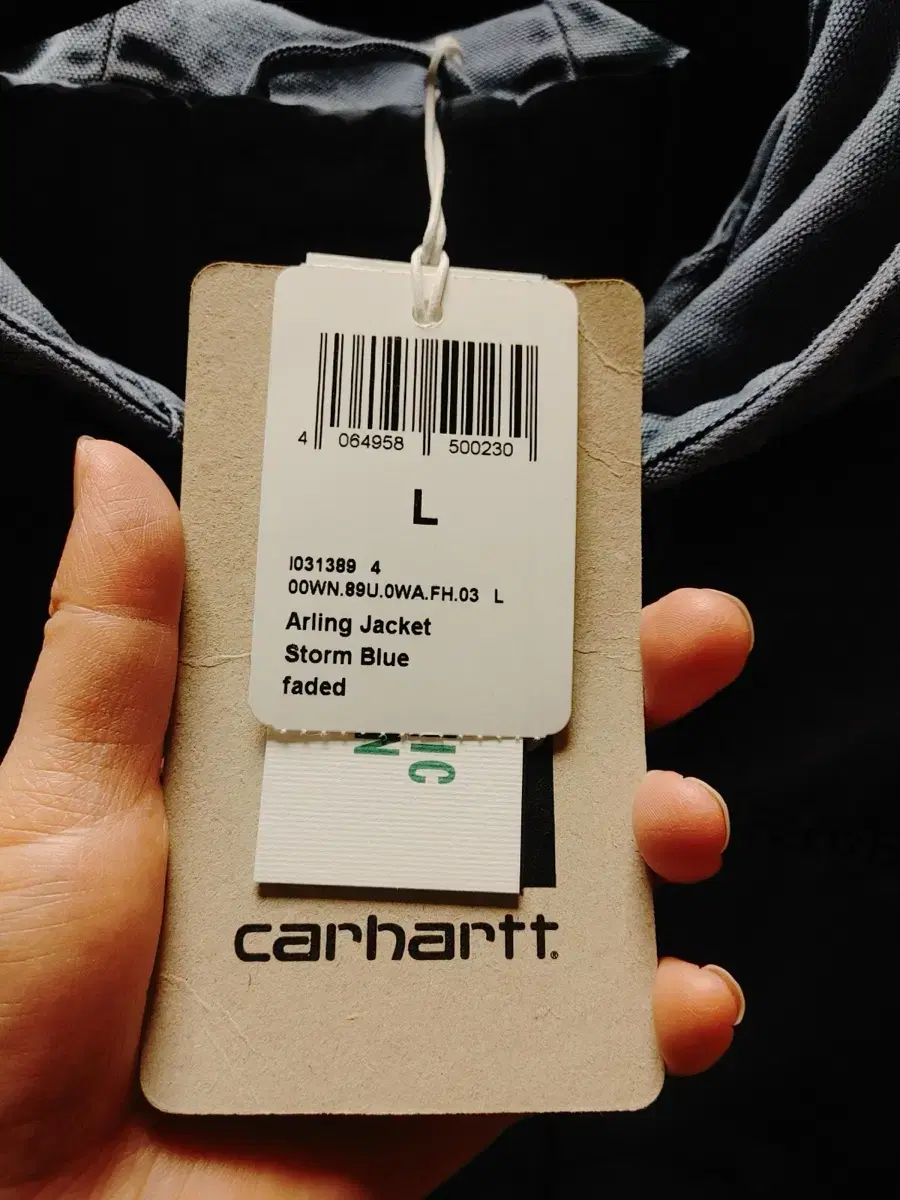 4 064958 500230
L
I031389 4
00WN.89U.0WA.FH.03 L
Arling Jacket
Storm Blue
faded
carhartt®